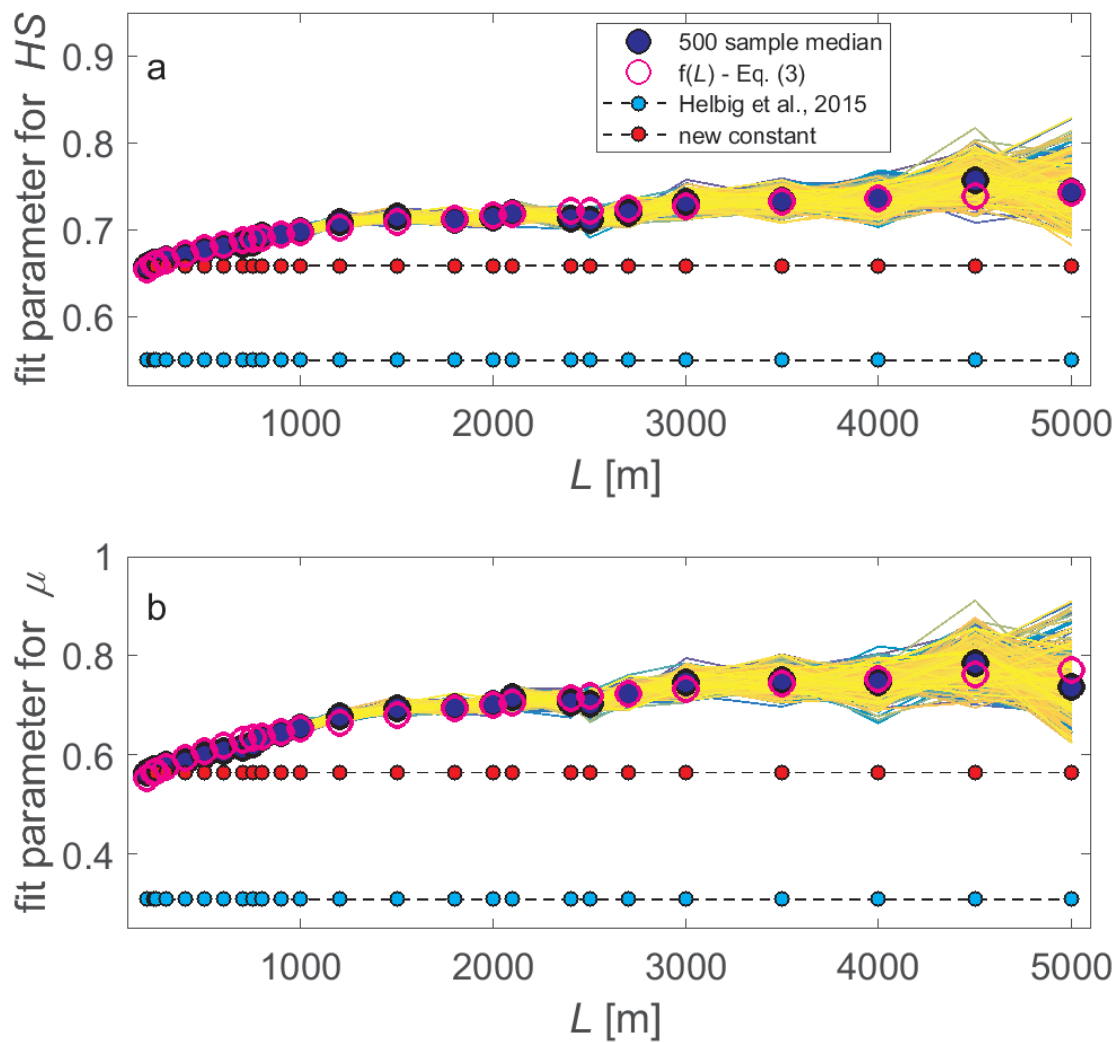 a
500 sample median
f(L) - Eq. (3)
Helbig et al., 2015
new constant
fit parameter for HS
0.9
0.8
0.7
0.6
1000 2000 3000 4000 5000
L [m]
b
fit parameter for μ
1
0.8
0.6
0.4
1000 2000 3000 4000 5000
L [m]